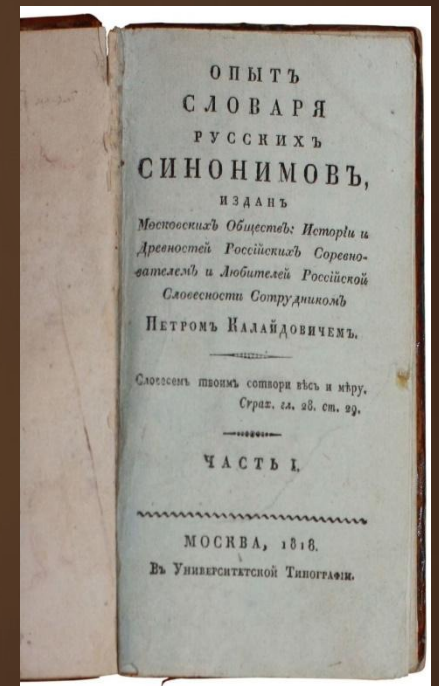 ОПЫТЪ
СЛОВАРЯ
РУССКИХЪ
СИНОНИМОВЪ,
ИЗДАНЪ
Московскихъ Обществъ: Исторіи и
Древностей Россійскихъ Соревно-
вателемъ и Любителей Россійской
Словесности Сотрудникомъ
ПЕТРОМЪ КАЛАЙДОВИЧЕМЪ.
Словесемъ твоимъ сотвори вѣсъ и мѣру,
Сірах. гл. 28. ст. 29.
ЧАСТЬ I.
МОСКВА, 1818.
Въ Университетской Типографіи.